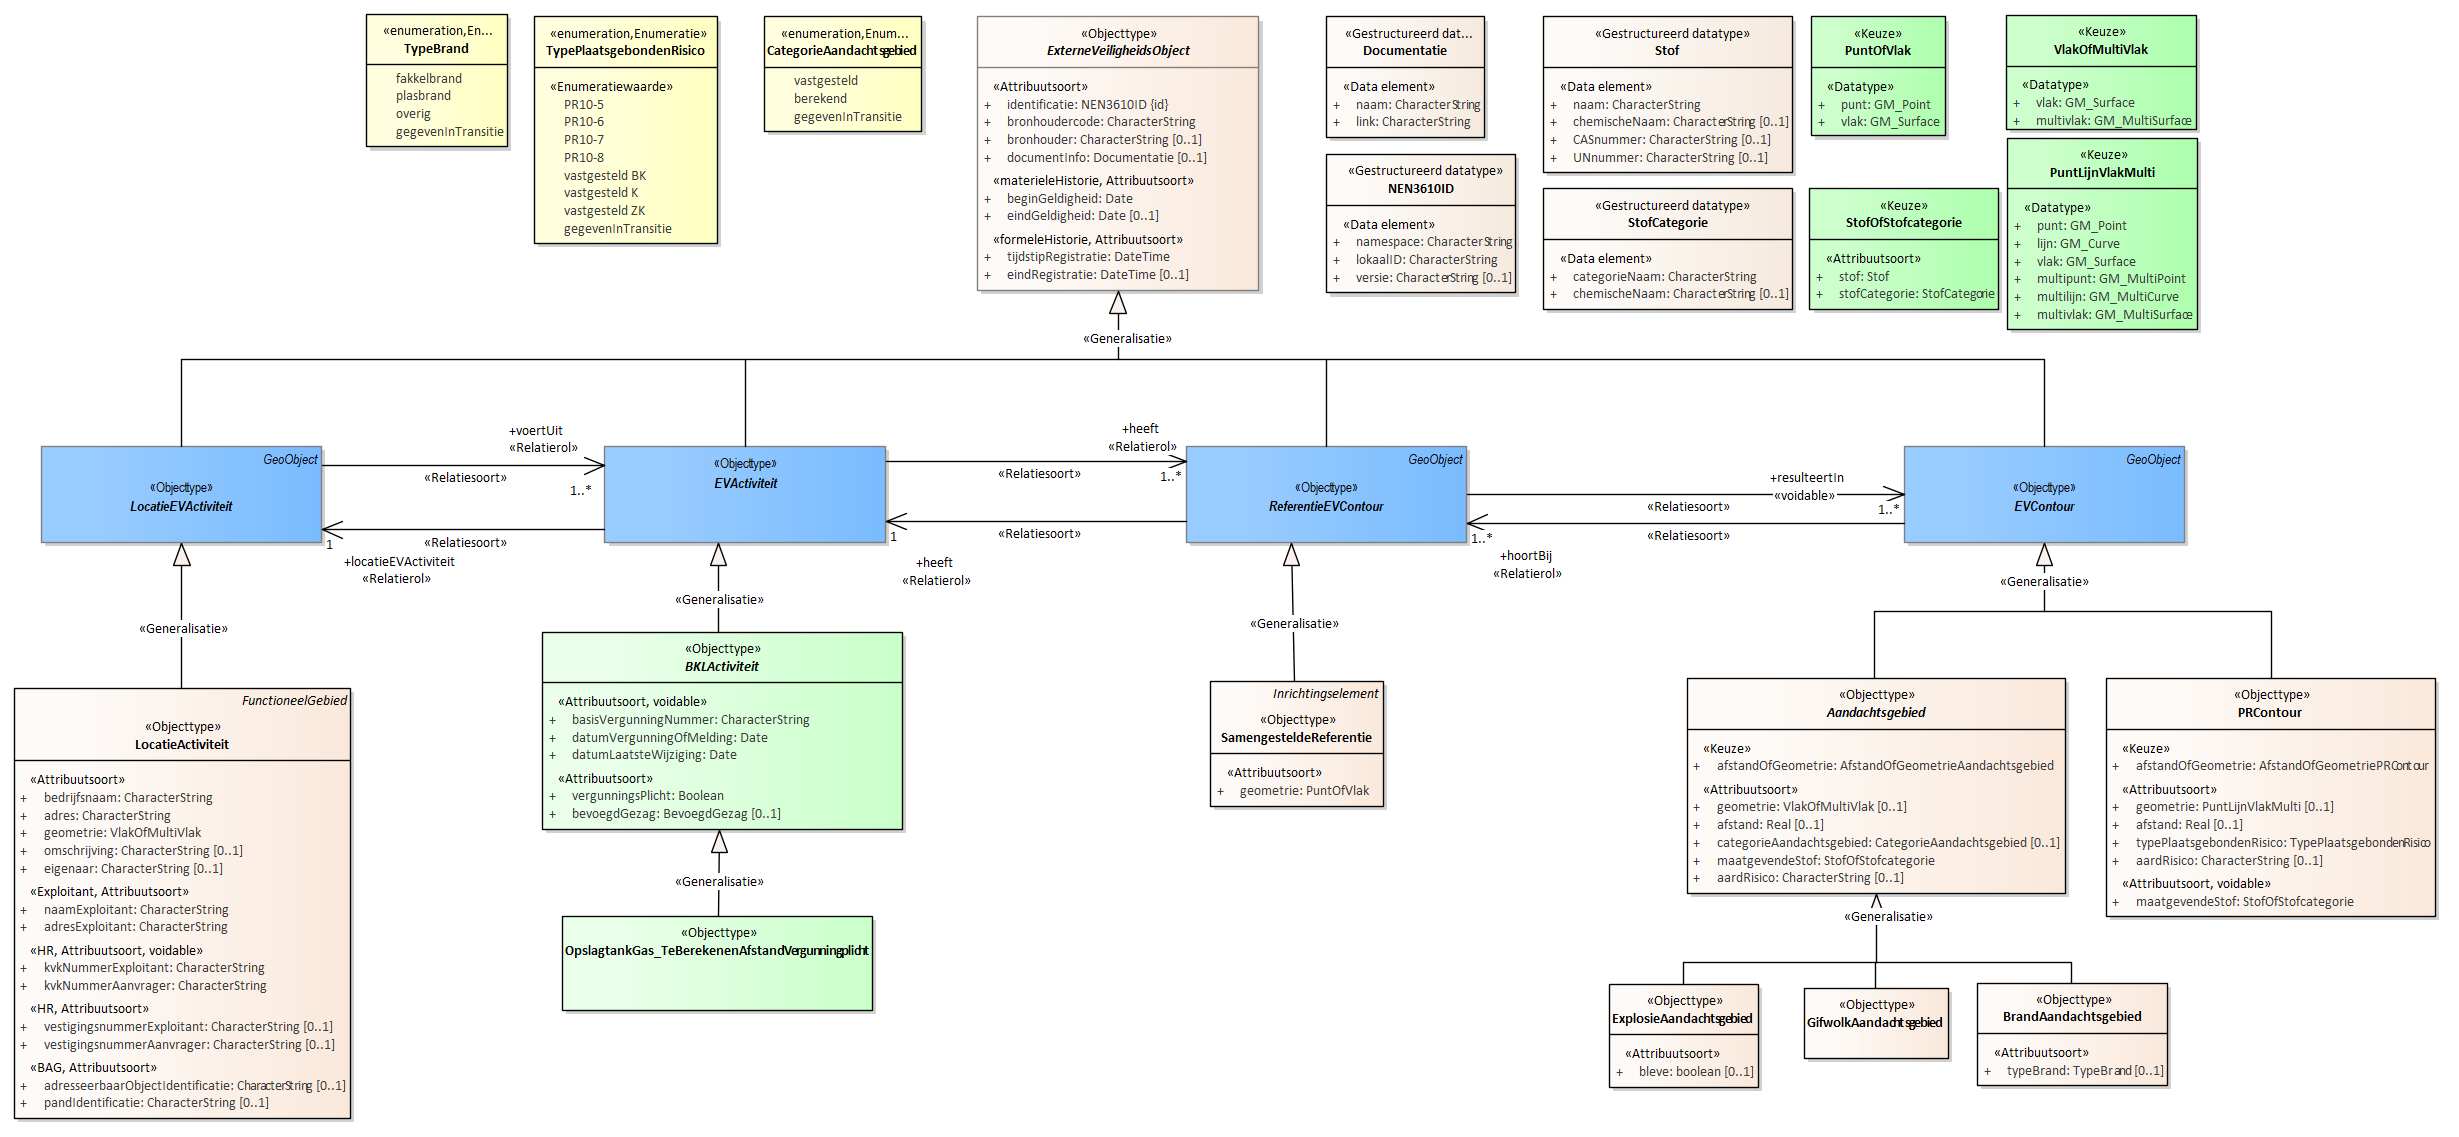 «enumeration,En...
TypeBrand
fakkelbrand
plasbrand
overig
gegevenInTransitie
«enumeration,Enumeratie»
TypePlaatsgebondenRisico
«Enumeratiewaarde»
PR10-5
PR10-6
PR10-7
PR10-8
vastgesteld BK
vastgesteld K
vastgesteld ZK
gegevenInTransitie
«enumeration,Enum...
CategorieAandachtsgebied
vastgesteld
berekend
gegevenInTransitie
«Objecttype»
ExterneVeiligheidsObject
«Attribuutsoort»
+ identificatie: NEN3610ID {id}
+ bronhoudercode: CharacterString
+ bronhouder: CharacterString [0..1]
+ documentInfo: Documentatie [0..1]
«materieleHistorie, Attribuutsoort»
+ beginGeldigheid: Date
+ eindGeldigheid: Date [0..1]
«formeleHistorie, Attribuutsoort»
+ tijdstipRegistratie: DateTime
+ eindRegistratie: DateTime [0..1]
«Gestructureerd dat...
Documentatie
«Data element»
+ naam: CharacterString
+ link: CharacterString
«Gestructureerd datatype»
NEN3610ID
«Data element»
+ namespace: CharacterString
+ lokaalID: CharacterString
+ versie: CharacterString [0..1]
«Gestructureerd datatype»
Stof
«Data element»
+ naam: CharacterString
+ chemischeNaam: CharacterString [0..1]
+ CASnummer: CharacterString [0..1]
+ UNnummer: CharacterString [0..1]
«Gestructureerd datatype»
StofCategorie
«Data element»
+ categorieNaam: CharacterString
+ chemischeNaam: CharacterString [0..1]
«Keuze»
PuntOfVlak
«Datatype»
+ punt: GM_Point
+ vlak: GM_Surface
«Keuze»
StofOfStofcategorie
«Attribuutsoort»
+ stof: Stof
+ stofCategorie: StofCategorie
«Keuze»
VlakOfMultiVlak
«Datatype»
+ vlak: GM_Surface
+ multivlak: GM_MultiSurface
«Keuze»
PuntLijnVlakMulti
«Datatype»
+ punt: GM_Point
+ lijn: GM_Curve
+ vlak: GM_Surface
+ multipunt: GM_MultiPoint
+ multilijn: GM_MultiCurve
+ multivlak: GM_MultiSurface
«Generalisatie»
GeoObject
«Objecttype»
LocatieEVActiviteit
+voertUit
«Relatierol»
«Relatiesoort»
1..*
«Relatiesoort»
1
+locatieEVActiviteit
«Relatierol»
«Objecttype»
EVActiviteit
+heeft
«Relatierol»
«Relatiesoort»
1..*
«Relatiesoort»
1
+heeft
«Relatierol»
GeoObject
«Objecttype»
ReferentieEVContour
+resulteertIn
«voidable»
«Relatiesoort»
1..*
«Relatiesoort»
1..*
+hoortBij
«Relatierol»
GeoObject
«Objecttype»
EVContour
«Generalisatie»
«Generalisatie»
«Generalisatie»
«Generalisatie»
FunctioneelGebied
«Objecttype»
LocatieActiviteit
«Attribuutsoort»
+ bedrijfsnaam: CharacterString
+ adres: CharacterString
+ geometrie: VlakOfMultiVlak
+ omschrijving: CharacterString [0..1]
+ eigenaar: CharacterString [0..1]
«Exploitant, Attribuutsoort»
+ naamExploitant: CharacterString
+ adresExploitant: CharacterString
«HR, Attribuutsoort, voidable»
+ kvkNummerExploitant: CharacterString
+ kvkNummerAanvrager: CharacterString
«HR, Attribuutsoort»
+ vestigingsnummerExploitant: CharacterString [0..1]
+ vestigingsnummerAanvrager: CharacterString [0..1]
«BAG, Attribuutsoort»
+ adresseerbaarObjectIdentificatie: CharacterString [0..1]
+ pandIdentificatie: CharacterString [0..1]
«Objecttype»
BKLActiviteit
«Attribuutsoort, voidable»
+ basisVergunningNummer: CharacterString
+ datumVergunningOfMelding: Date
+ datumLaatsteWijziging: Date
«Attribuutsoort»
+ vergunningsPlicht: Boolean
+ bevoegdGezag: BevoegdGezag [0..1]
«Generalisatie»
«Objecttype»
OpslagtankGas_TeBerekenenAfstandVergunningplicht
Inrichtingselement
«Objecttype»
SamengesteldeReferentie
«Attribuutsoort»
+ geometrie: PuntOfVlak
«Objecttype»
Aandachtsgebied
«Keuze»
+ afstandOfGeometrie: AfstandOfGeometrieAandachtsgebied
«Attribuutsoort»
+ geometrie: VlakOfMultiVlak [0..1]
+ afstand: Real [0..1]
+ categorieAandachtsgebied: CategorieAandachtsgebied [0..1]
+ maatgevendeStof: StofOfStofcategorie
+ aardRisico: CharacterString [0..1]
«Objecttype»
PRContour
«Keuze»
+ afstandOfGeometrie: AfstandOfGeometriePRContour
«Attribuutsoort»
+ geometrie: PuntLijnVlakMulti [0..1]
+ afstand: Real [0..1]
+ typePlaatsgebondenRisico: TypePlaatsgebondenRisico
+ aardRisico: CharacterString [0..1]
«Attribuutsoort, voidable»
+ maatgevendeStof: StofOfStofcategorie
«Generalisatie»
«Objecttype»
ExplosieAandachtsgebied
«Attribuutsoort»
+ bleve: boolean [0..1]
«Objecttype»
GifwolkAandachtsgebied
«Objecttype»
BrandAandachtsgebied
«Attribuutsoort»
+ typeBrand: TypeBrand [0..1]